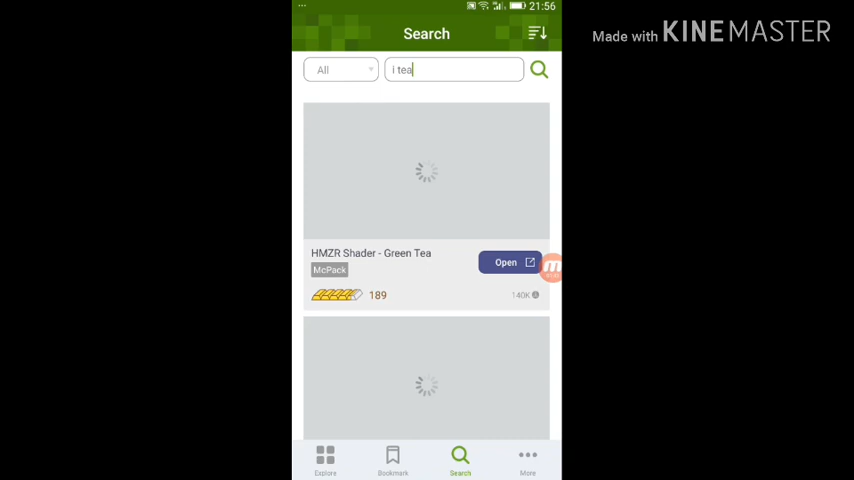 21:56
Search
Made with KINEMASTER
All
i tea
HMZR Shader - Green Tea
McPack
Open
189
140K
Explore
Bookmark
Search
More